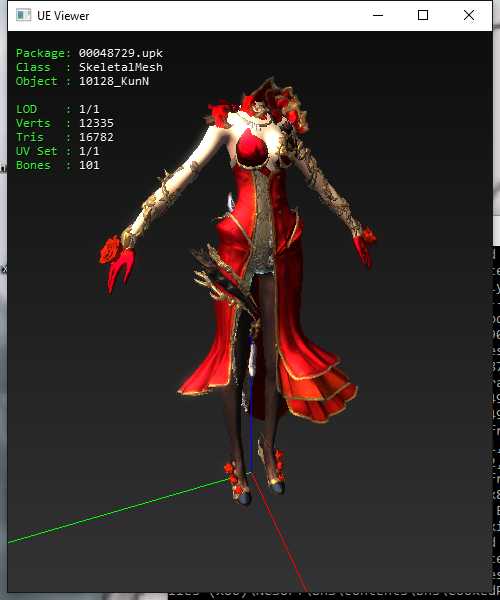 UE Viewer
Package: 00048729.upk
Class : SkeletalMesh
Object : 10128_KunN
LOD : 1/1
Verts : 12335
Tris : 16782
UV Set : 1/1
Bones : 101